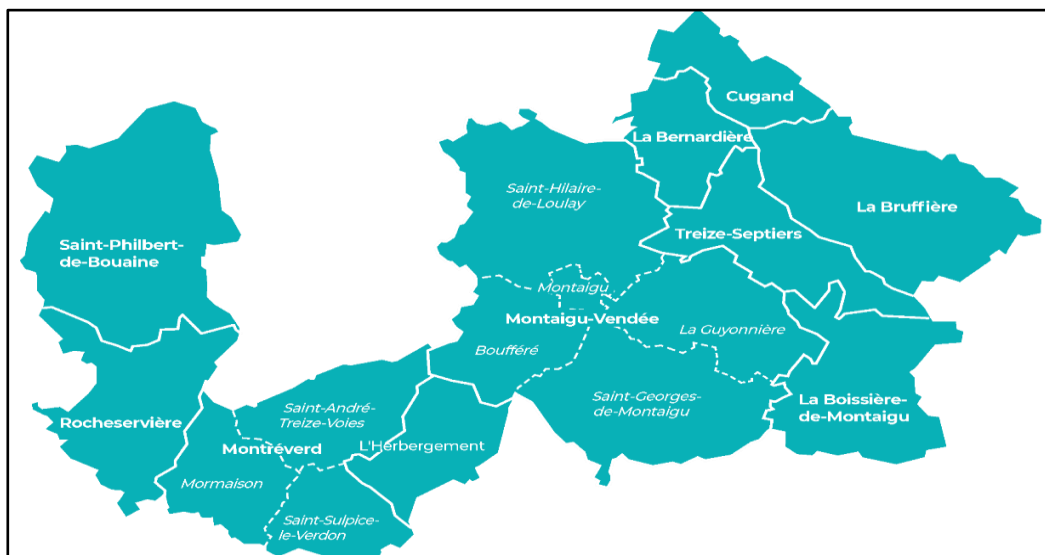 Cugand
La Bernardière
Saint-Hilaire-
de-Loulay
La Bruffière
Treize-Septiers
Saint-Philbert-
de-Bouaine
Montaigu
Montaigu-Vendée
La Guyonnière
Boufféré
Saint-Georges-
de-Montaigu
La Boissière-
de-Montaigu
Saint-André-
Treize-Voies
Rocheservière
Montréverd
L'Herbergement
Mormaison
Saint-Sulpice-
le-Verdon